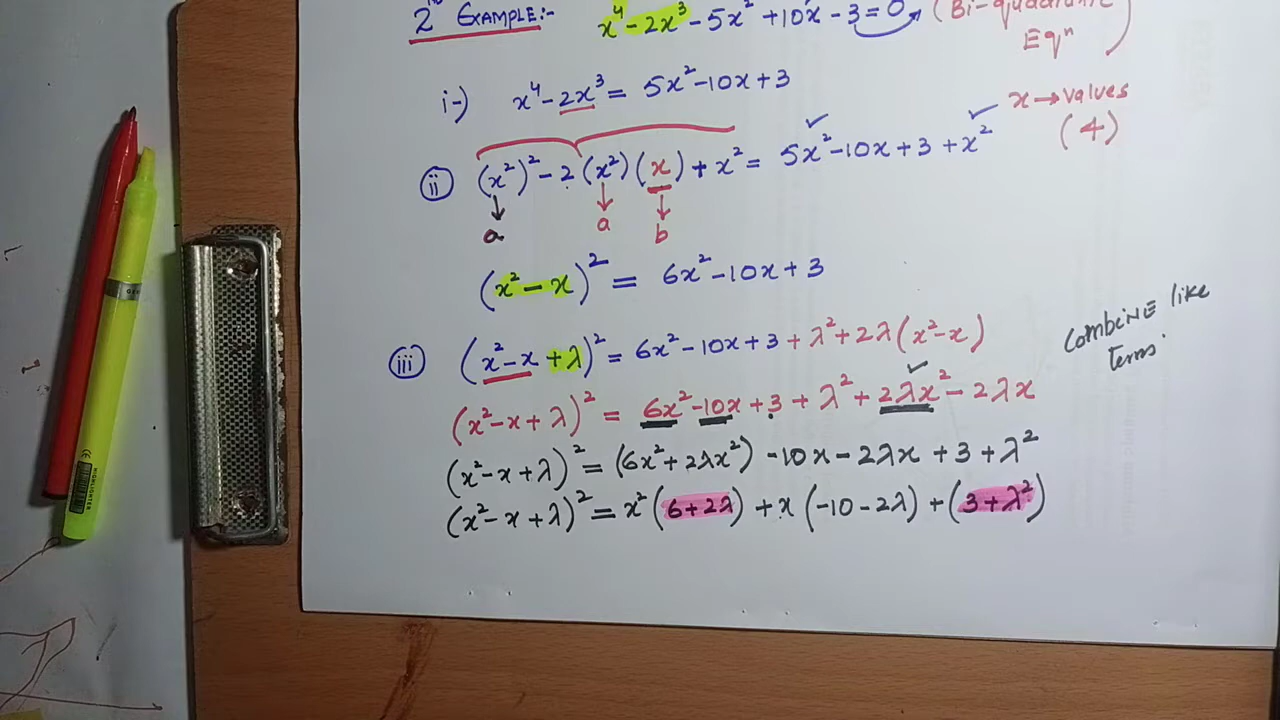 2nd EXAMPLE:- x⁴-2x³-5x²+10x-3=0 (Bi-quadratic Eqⁿ)
i-) x⁴-2x³ = 5x²-10x+3
x → values (4)
ii (x²)²-2(x²)(x)+x² = 5x²-10x+3+x²
a a b
(x²-x)² = 6x²-10x+3
iii (x²-x+λ)² = 6x²-10x+3+λ²+2λ(x²-x)
Combine like terms.
(x²-x+λ)² = 6x²-10x+3+λ²+2λx²-2λx
(x²-x+λ)² = (6x²+2λx²)-10x-2λx+3+λ²
(x²-x+λ)² = x²(6+2λ)+x(-10-2λ)+(3+λ²)